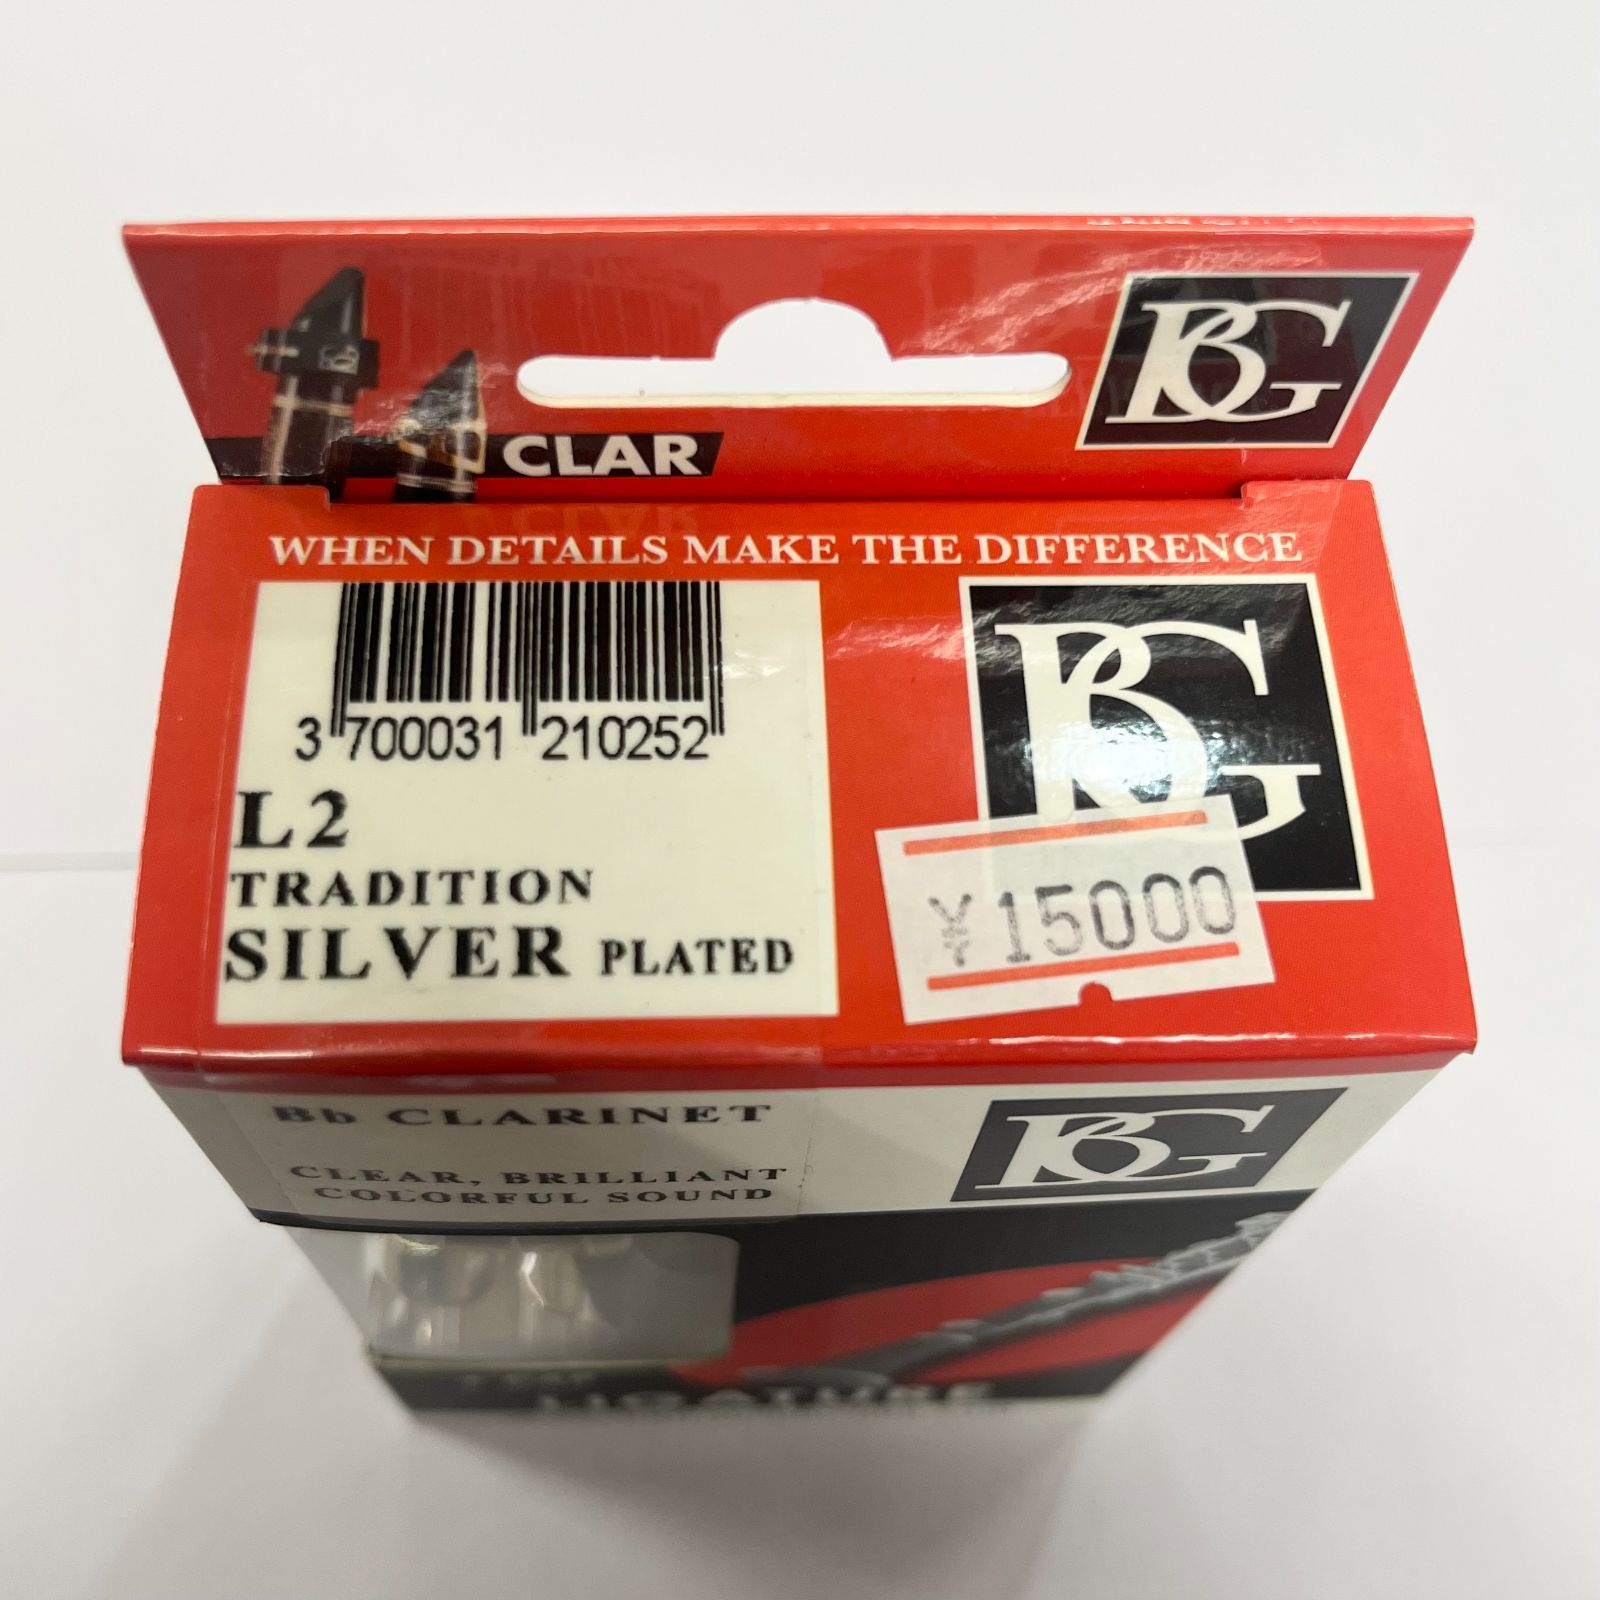 BG
CLAR
WHEN DETAILS MAKE THE DIFFERENCE
BG
3 700031 210252
L2
TRADITION
SILVER PLATED
¥15000
Bb CLARINET
BG
CLEAR, BRILLIANT
COLORFUL SOUND
LIGATURE